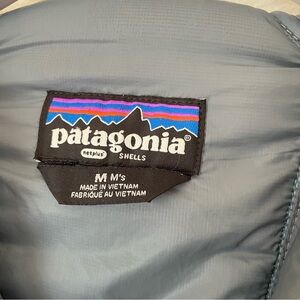 patagonia®
netplus® SHELLS
M M's
MADE IN VIETNAM
FABRIQUÉ AU VIETNAM